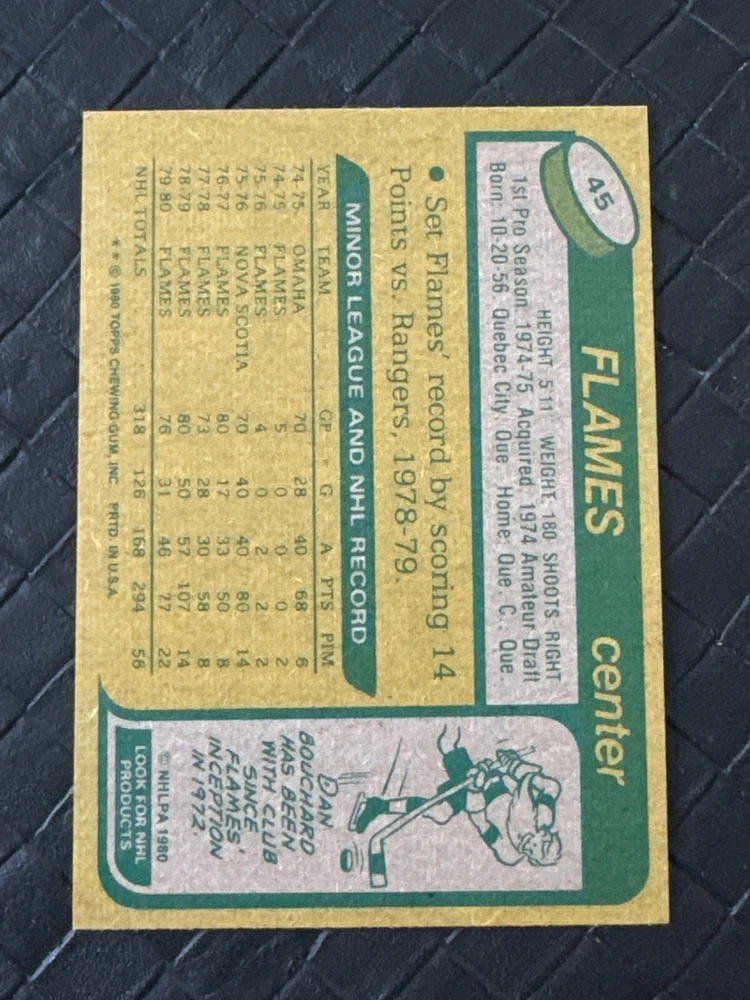 45
FLAMES center
HEIGHT: 5'11 WEIGHT: 180 SHOOTS: RIGHT
1st Pro Season: 1974-75 Acquired: 1974 Amateur Draft
Born: 10-20-56, Quebec City, Que. Home: Que. C., Que.
● Set Flames' record by scoring 14
Points vs. Rangers, 1978-79.
MINOR LEAGUE AND NHL RECORD
YEAR TEAM GP G A PTS PIM
74-75 OMAHA 70 28 40 68 6
74-75 FLAMES 5 0 0 0 2
75-76 FLAMES 4 0 2 2 2
75-76 NOVA SCOTIA 70 40 40 80 14
76-77 FLAMES 80 17 33 50 8
77-78 FLAMES 73 28 30 58 8
78-79 FLAMES 80 50 57 107 14
79-80 FLAMES 76 31 46 77 22
NHL TOTALS 318 126 168 294 56
* * © 1980 TOPPS CHEWING GUM, INC. PRTD. IN U.S.A.
DAN
BOUCHARD
HAS BEEN
WITH CLUB
SINCE
FLAMES'
INCEPTION
IN 1972.
© NHLPA 1980
LOOK FOR NHL
PRODUCTS